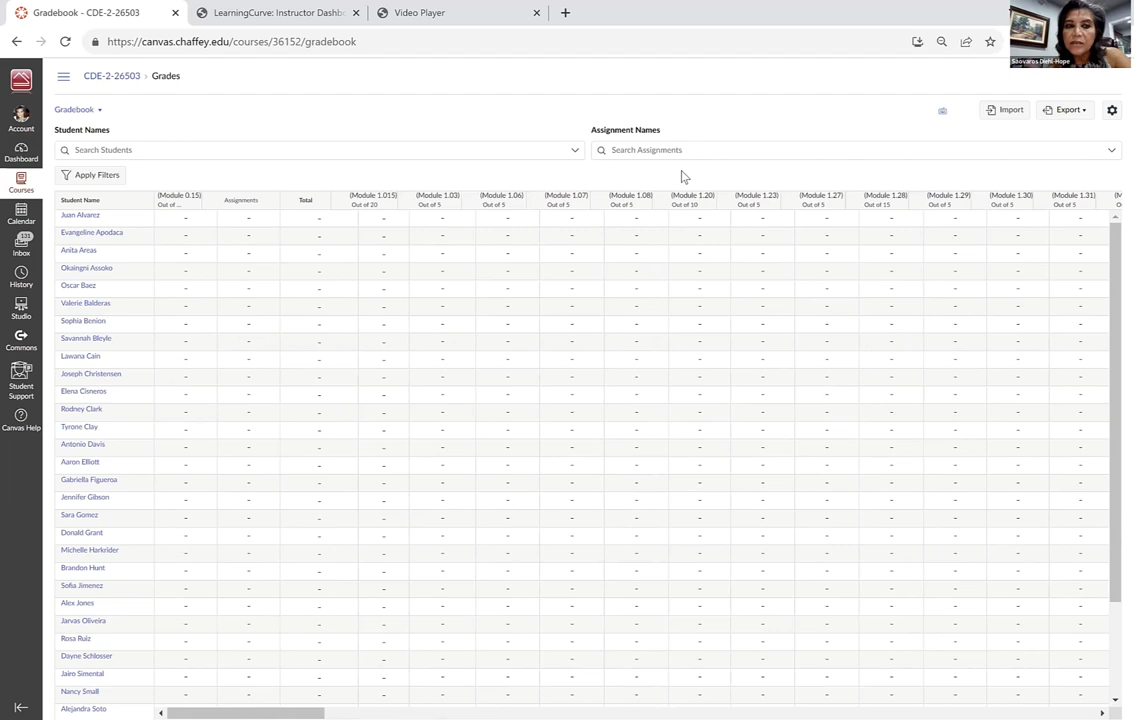 Gradebook - CDE-2-26503
LearningCurve: Instructor Dashbo
Video Player
https://canvas.chaffey.edu/courses/36152/gradebook
Soovaros Diehl-Hope
CDE-2-26503 › Grades
Gradebook
Import
Export
Student Names
Assignment Names
Search Students
Search Assignments
Apply Filters
Student Name
(Module 0.15)
Out of ...
Assignments
Total
(Module 1.015)
Out of 20
(Module 1.03)
Out of 5
(Module 1.06)
Out of 5
(Module 1.07)
Out of 5
(Module 1.08)
Out of 5
(Module 1.20)
Out of 10
(Module 1.23)
Out of 5
(Module 1.27)
Out of 5
(Module 1.28)
Out of 15
(Module 1.29)
Out of 5
(Module 1.30)
Out of 5
(Module 1.31)
Out of 5
(M
Juan Alvarez
Evangeline Apodaca
Anita Areas
Okaingni Assoko
Oscar Baez
Valerie Balderas
Sophia Benion
Savannah Bleyle
Lawana Cain
Joseph Christensen
Elena Cisneros
Rodney Clark
Tyrone Clay
Antonio Davis
Aaron Elliott
Gabriella Figueroa
Jennifer Gibson
Sara Gomez
Donald Grant
Michelle Harkrider
Brandon Hunt
Sofia Jimenez
Alex Jones
Jarvas Oliveira
Rosa Ruiz
Dayne Schlosser
Jairo Simental
Nancy Small
Alejandra Soto
Account
Dashboard
Courses
Calendar
131
Inbox
History
Studio
Commons
Student
Support
Canvas Help